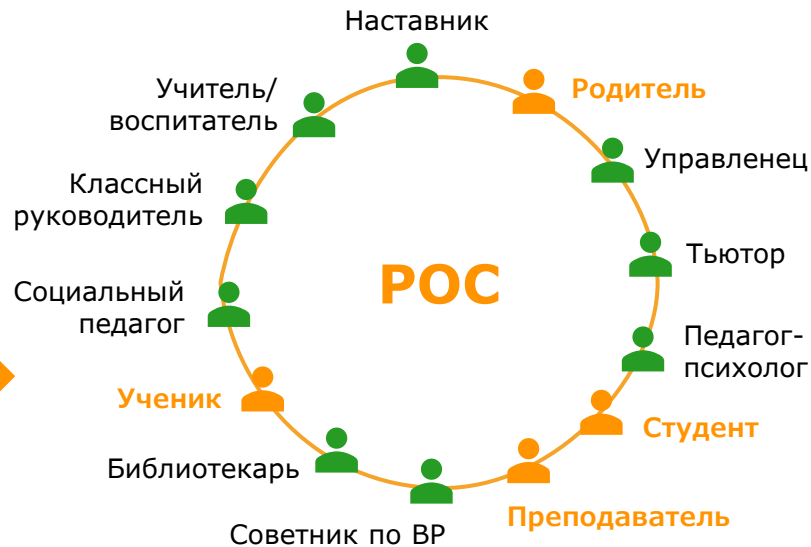 Наставник
Родитель
Учитель/
воспитатель
Управленец
Классный
руководитель
Тьютор
РОС
Социальный
педагог
Педагог-
психолог
Ученик
Студент
Библиотекарь
Преподаватель
Советник по ВР